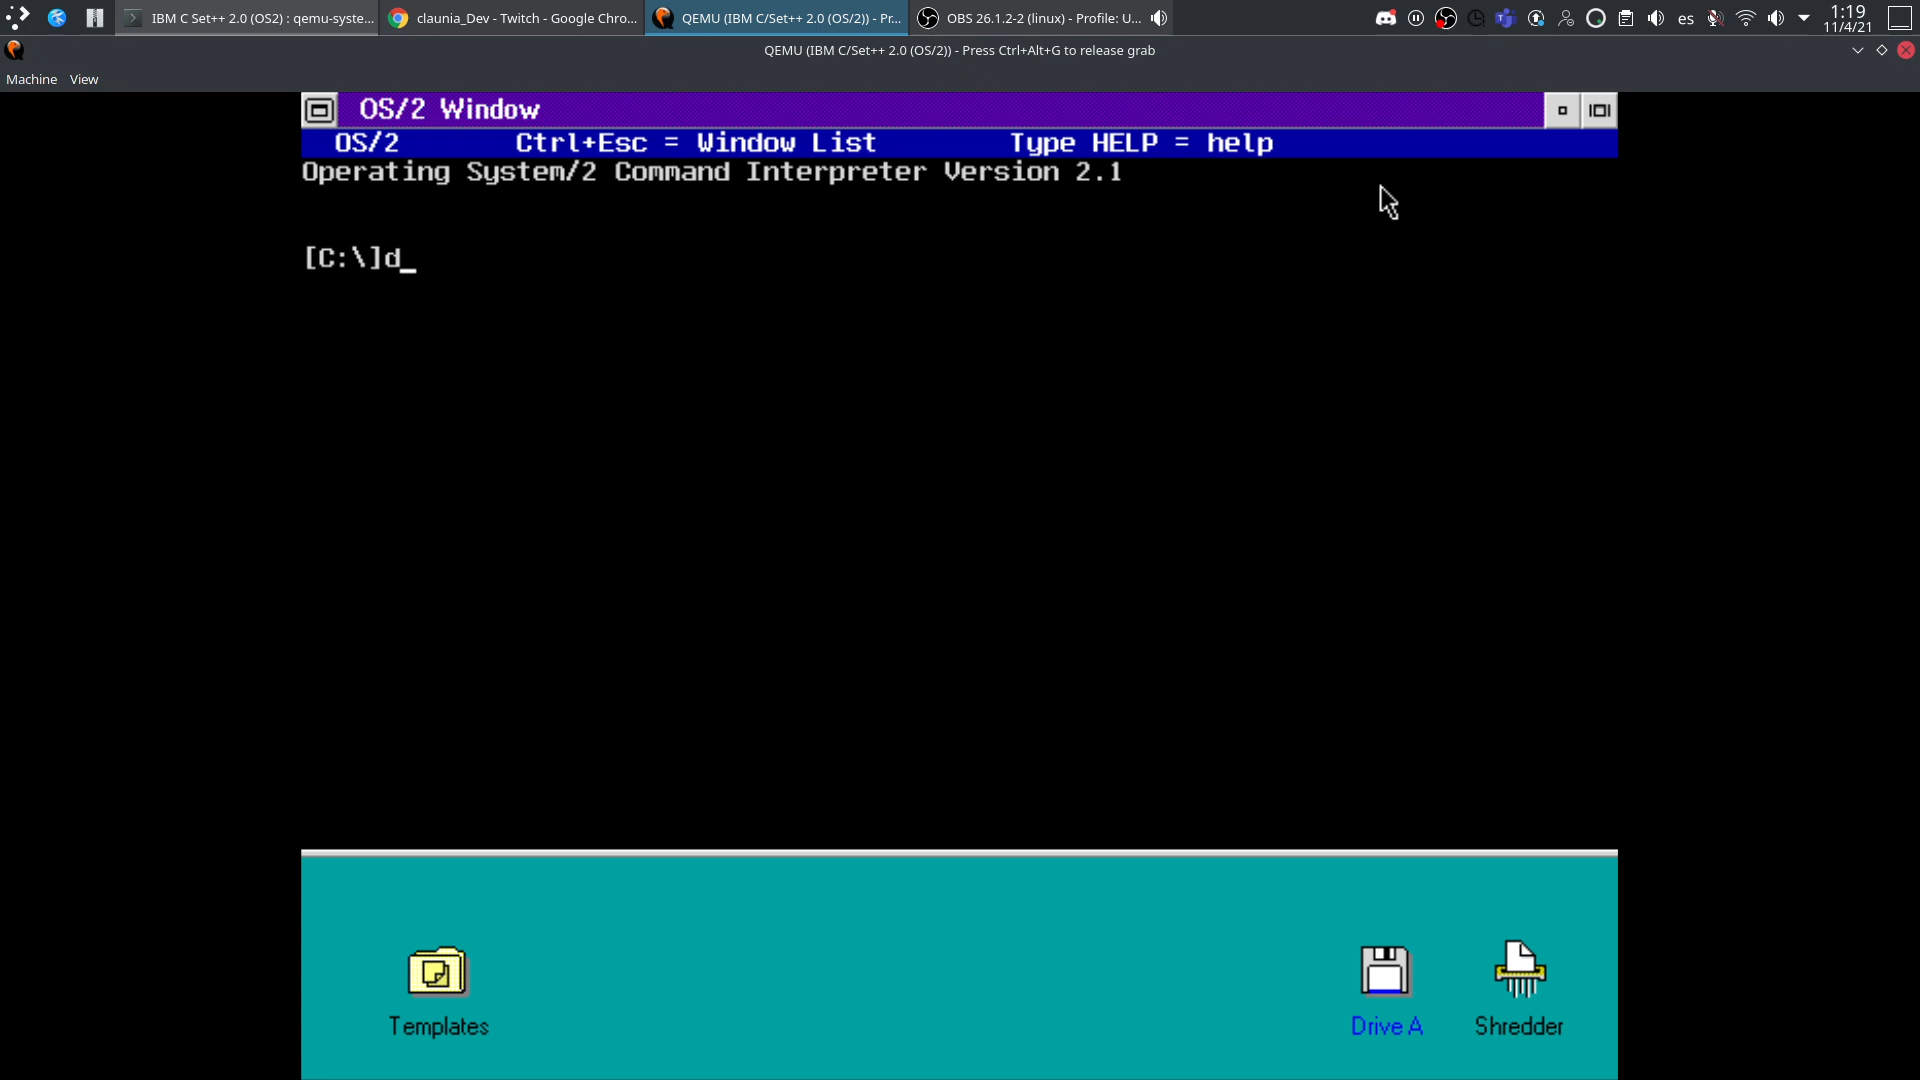 IBM C Set++ 2.0 (OS2) : qemu-syste...
claunia_Dev - Twitch - Google Chro...
QEMU (IBM C/Set++ 2.0 (OS/2)) - Pr...
OBS 26.1.2-2 (linux) - Profile: U...
es
1:19
11/4/21
QEMU (IBM C/Set++ 2.0 (OS/2)) - Press Ctrl+Alt+G to release grab
Machine View
OS/2 Window
OS/2 Ctrl+Esc = Window List Type HELP = help
Operating System/2 Command Interpreter Version 2.1
[C:\]d_
Templates
Drive A
Shredder